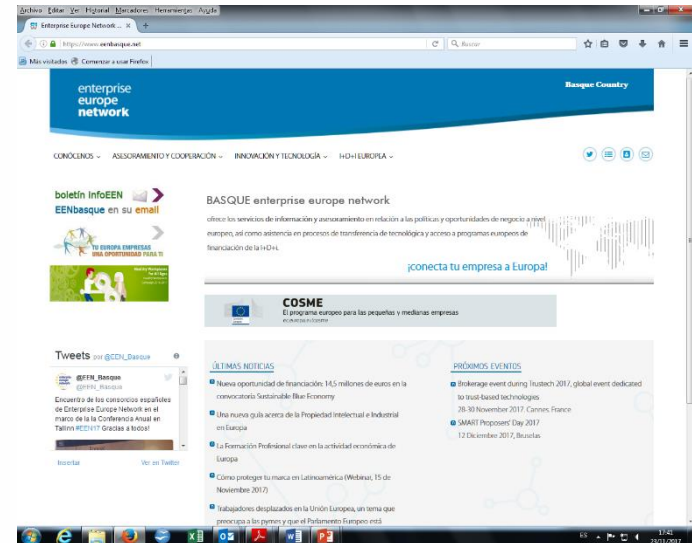 Archivo Editar Ver Historial Marcadores Herramientas Ayuda
Enterprise Europe Network...
https://www.eenbasque.net
Buscar
Más visitados Comenzar a usar Firefox
enterprise
europe
network
Basque Country
CONÓCENOS ASESORAMIENTO Y COOPERACIÓN INNOVACIÓN Y TECNOLOGÍA I+D+I EUROPEA
boletín InfoEEN
EENbasque en su email
TU EUROPA EMPRESAS
UNA OPORTUNIDAD PARA TI
BASQUE enterprise europe network
ofrece los servicios de información y asesoramiento en relación a las políticas y oportunidades de negocio a nivel
europeo, así como asistencia en procesos de transferencia de tecnológica y acceso a programas europeos de
financiación de la I+D+i.
¡conecta tu empresa a Europa!
COSME
El programa europeo para las pequeñas y medianas empresas
Tweets por @EEN_Basque
@EEN_Basque
@EEN_Basque
Encuentro de los consorcios españoles
de Enterprise Europe Network en el
marco de la la Conferencia Anual en
Tallinn #EEN17 Gracias a todos!
Insertar Ver en Twitter
ÚLTIMAS NOTICIAS
Nueva oportunidad de financiación: 14,5 millones de euros en la
convocatoria Sustainable Blue Economy
Una nueva guía acerca de la Propiedad Intelectual e Industrial
en Europa
La Formación Profesional clave en la actividad económica de
Europa
Cómo proteger tu marca en Latinoamérica (Webinar, 15 de
Noviembre 2017)
Trabajadores desplazados en la Unión Europea, un tema que
preocupa a las pymes y que el Parlamento Europeo está
PRÓXIMOS EVENTOS
Brokerage event during Trustech 2017, global event dedicated
to trust-based technologies
28-30 November 2017. Cannes. France
SMART Proposers' Day 2017
12 Diciembre 2017, Bruselas
ES
17:41
23/11/2017